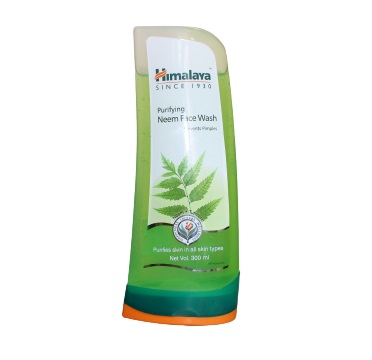 Himalaya
SINCE 1930
Purifying
Neem Face Wash
Prevents Pimples
Purifies skin in all skin types
Net Vol. 300 ml